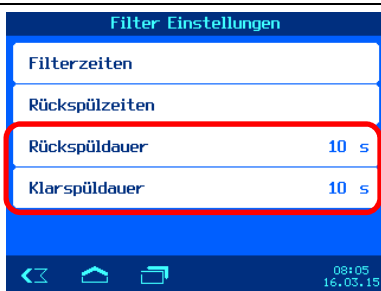 Filter Einstellungen
Filterzeiten
Rückspülzeiten
Rückspüldauer 10 s
Klarspüldauer 10 s
08:05
16.03.15